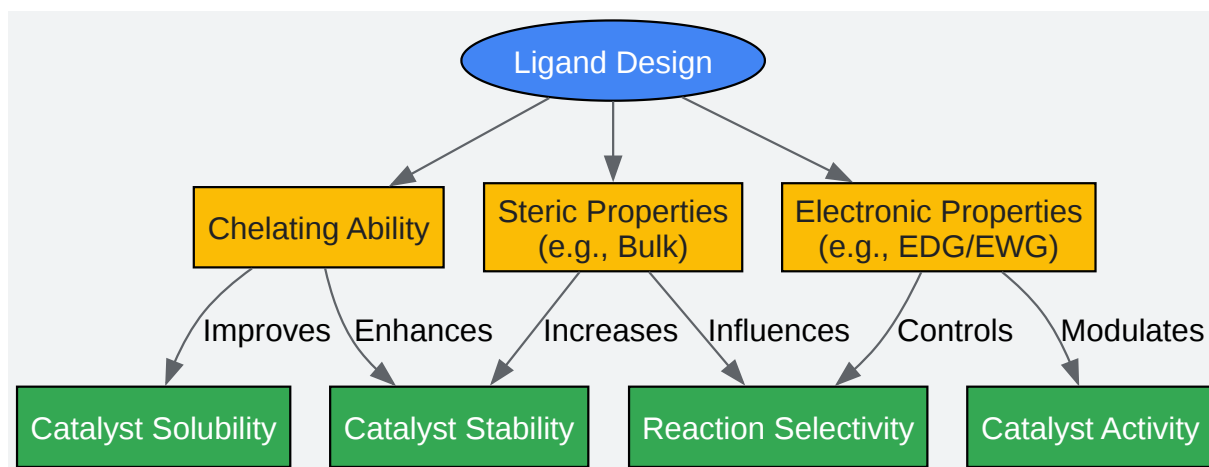 Ligand Design
Chelating Ability
Steric Properties
(e.g., Bulk)
Electronic Properties
(e.g., EDG/EWG)
Improves
Enhances
Increases
Influences
Controls
Modulates
Catalyst Solubility
Catalyst Stability
Reaction Selectivity
Catalyst Activity